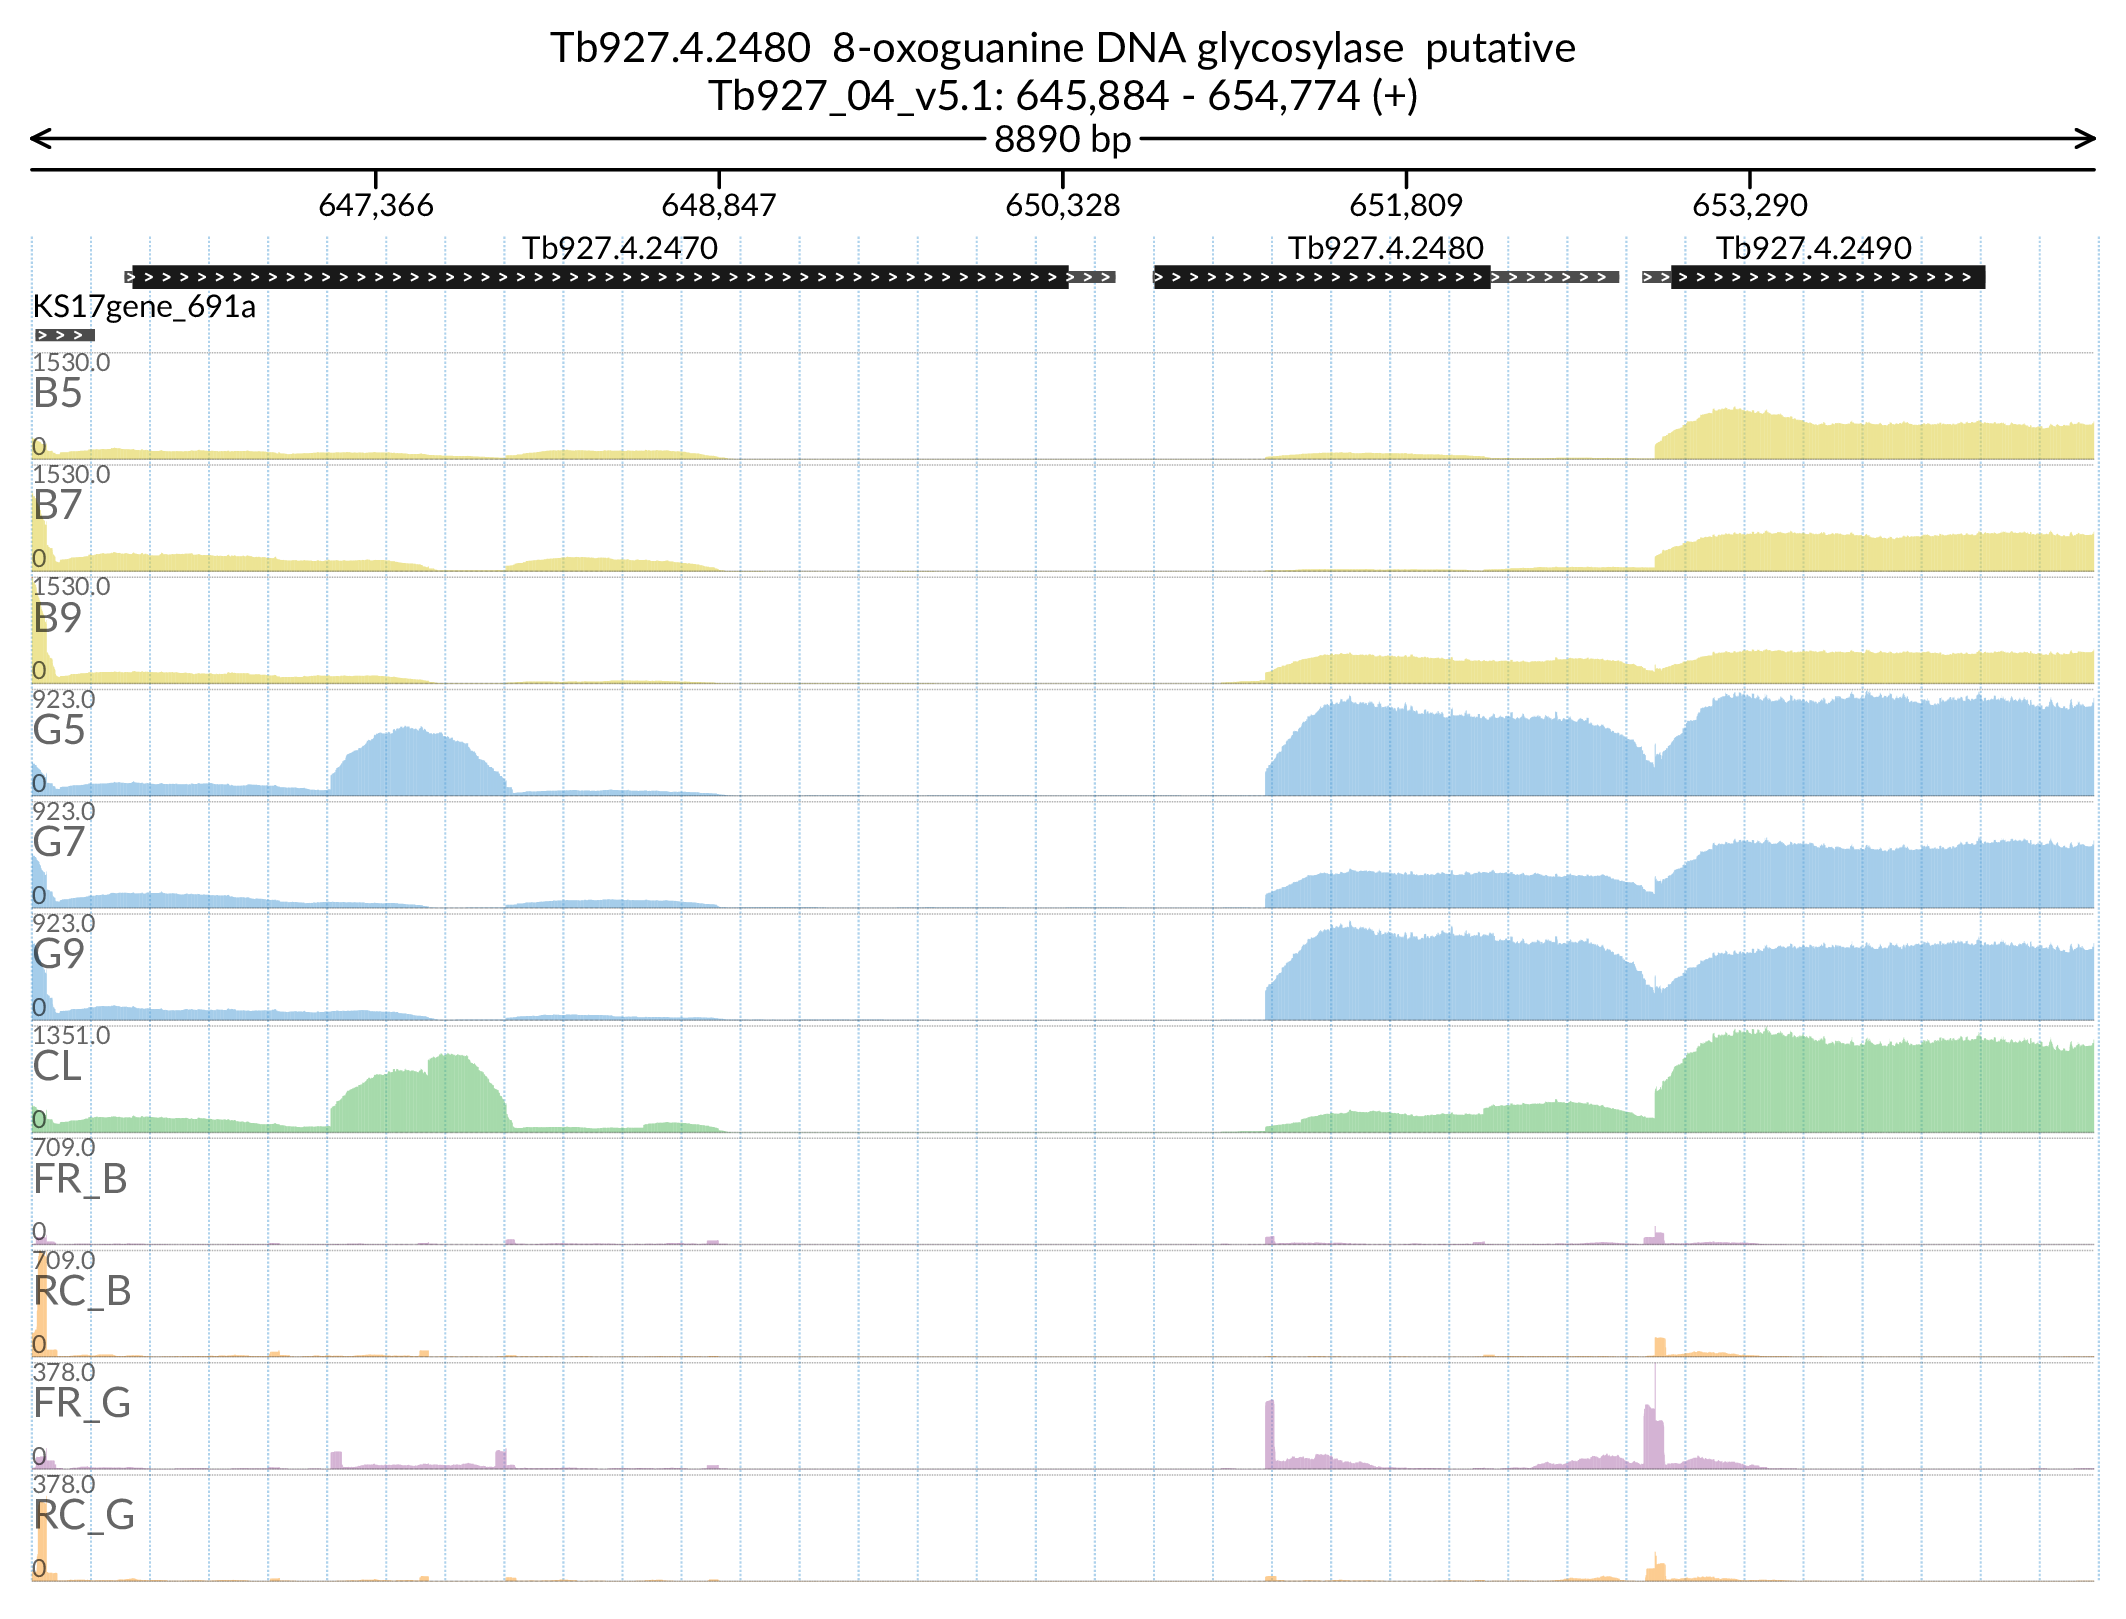 Tb927.4.2480 8-oxoguanine DNA glycosylase putative
Tb927_04_v5.1: 645,884 - 654,774 (+)
8890 bp
647,366 648,847 650,328 651,809 653,290
Tb927.4.2470 Tb927.4.2480 Tb927.4.2490
KS17gene_691a
1530.0
B5
0
1530.0
B7
0
1530.0
B9
0
923.0
G5
0
923.0
G7
0
923.0
G9
0
1351.0
CL
0
709.0
FR_B
0
709.0
RC_B
0
378.0
FR_G
0
378.0
RC_G
0